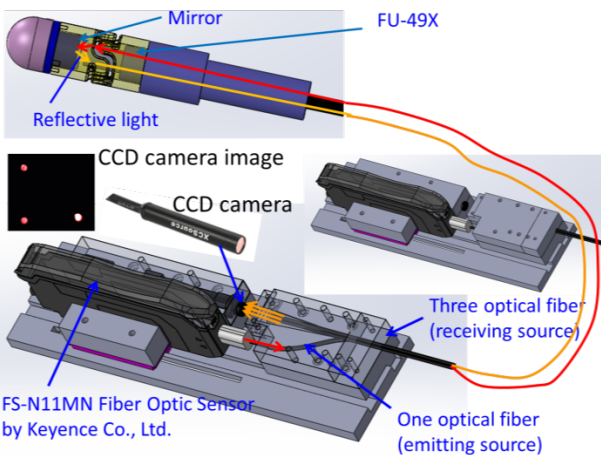 Mirror
FU-49X
Reflective light
CCD camera image
CCD camera
XCSource
Three optical fiber
(receiving source)
FS-N11MN Fiber Optic Sensor
by Keyence Co., Ltd.
One optical fiber
(emitting source)